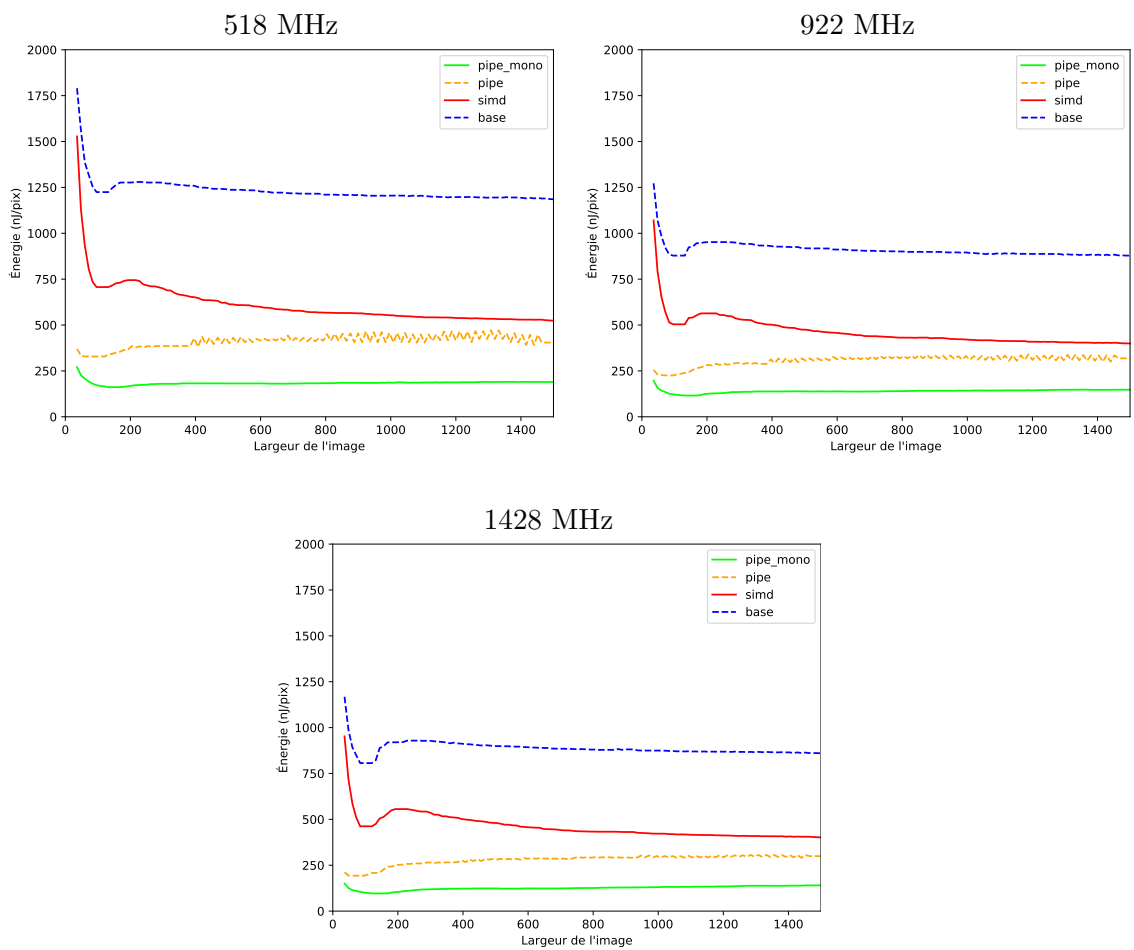 518 MHz
2000
1750
1500
1250
1000
750
500
250
0
Énergie (nJ/pix)
pipe_mono
pipe
simd
base
0 200 400 600 800 1000 1200 1400
Largeur de l'image
922 MHz
2000
1750
1500
1250
1000
750
500
250
0
Énergie (nJ/pix)
pipe_mono
pipe
simd
base
0 200 400 600 800 1000 1200 1400
Largeur de l'image
1428 MHz
2000
1750
1500
1250
1000
750
500
250
0
Énergie (nJ/pix)
pipe_mono
pipe
simd
base
0 200 400 600 800 1000 1200 1400
Largeur de l'image